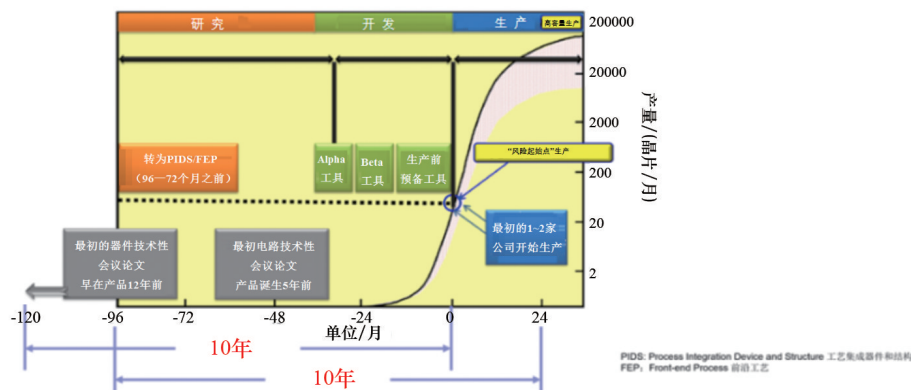 研 究
开 发
生 产
高容量生产
200000
20000
2000
200
20
2
产量/(晶片/月)
转为PIDS/FEP
(96—72个月之前)
Alpha
工具
Beta
工具
生产前
预备工具
“风险起始点”生产
最初的1~2家
公司开始生产
最初的器件技术性
会议论文
早在产品12年前
最初电路技术性
会议论文
产品诞生5年前
-120
-96
-72
-48
-24
0
24
单位/月
10年
10年
PIDS: Process Integration Device and Structure 工艺集成器件和结构
FEP: Front-end Process 前沿工艺